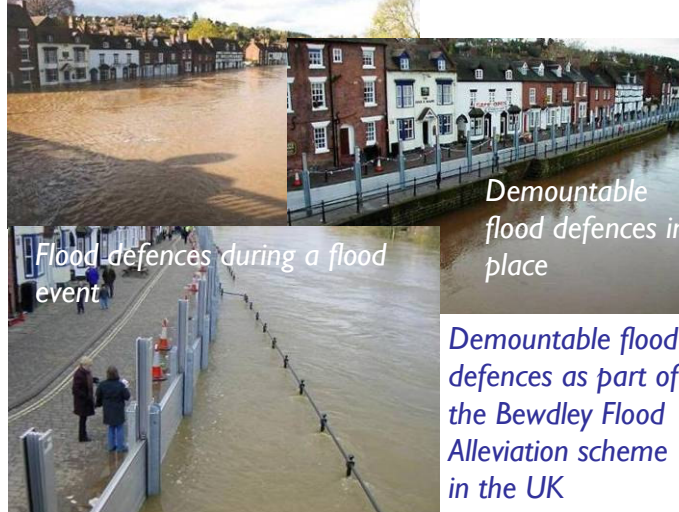 Demountable
flood defences in
place
Flood defences during a flood
event
Demountable flood
defences as part of
the Bewdley Flood
Alleviation scheme
in the UK